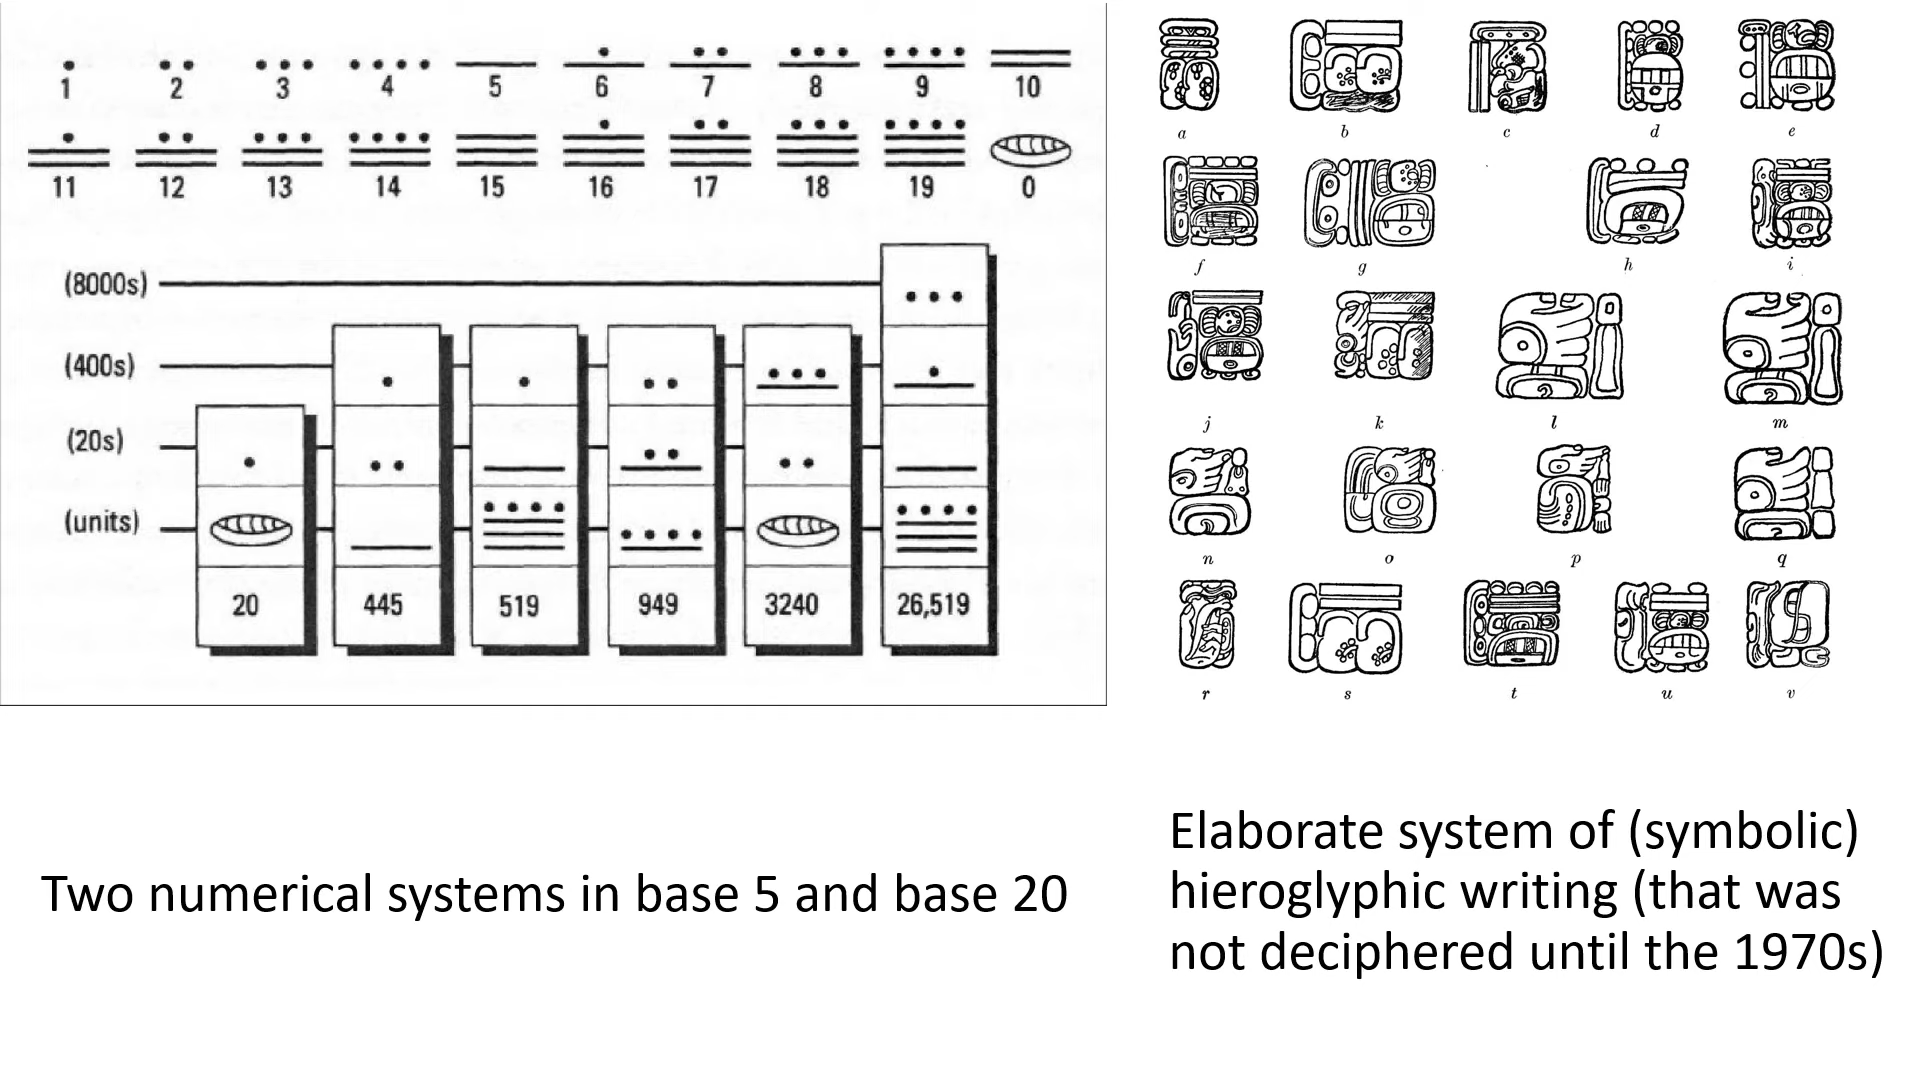 1 2 3 4 5 6 7 8 9 10
11 12 13 14 15 16 17 18 19 0
(8000s)
(400s)
(20s)
(units)
20 445 519 949 3240 26,519
Two numerical systems in base 5 and base 20
a b c d e
f g h i
j k l m
n o p q
r s t u v
Elaborate system of (symbolic)
hieroglyphic writing (that was
not deciphered until the 1970s)